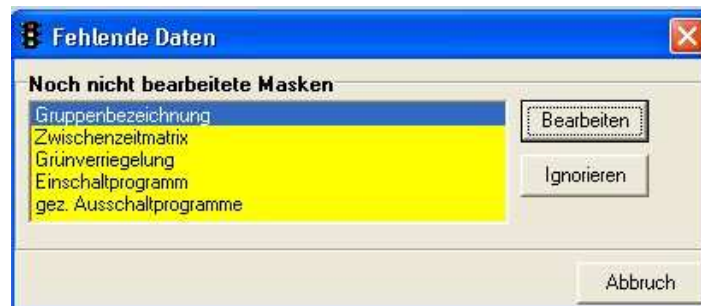 Fehlende Daten
Noch nicht bearbeitete Masken
Gruppenbezeichnung
Zwischenzeitmatrix
Grünverriegelung
Einschaltprogramm
gez. Ausschaltprogramme
Bearbeiten
Ignorieren
Abbruch